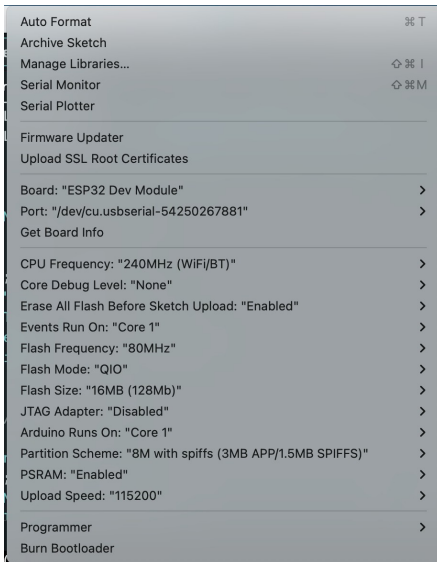 Auto Format ⌘ T
Archive Sketch
Manage Libraries... ⇧ ⌘ I
Serial Monitor ⇧ ⌘ M
Serial Plotter
Firmware Updater
Upload SSL Root Certificates
Board: "ESP32 Dev Module"
Port: "/dev/cu.usbserial-54250267881"
Get Board Info
CPU Frequency: "240MHz (WiFi/BT)"
Core Debug Level: "None"
Erase All Flash Before Sketch Upload: "Enabled"
Events Run On: "Core 1"
Flash Frequency: "80MHz"
Flash Mode: "QIO"
Flash Size: "16MB (128Mb)"
JTAG Adapter: "Disabled"
Arduino Runs On: "Core 1"
Partition Scheme: "8M with spiffs (3MB APP/1.5MB SPIFFS)"
PSRAM: "Enabled"
Upload Speed: "115200"
Programmer
Burn Bootloader